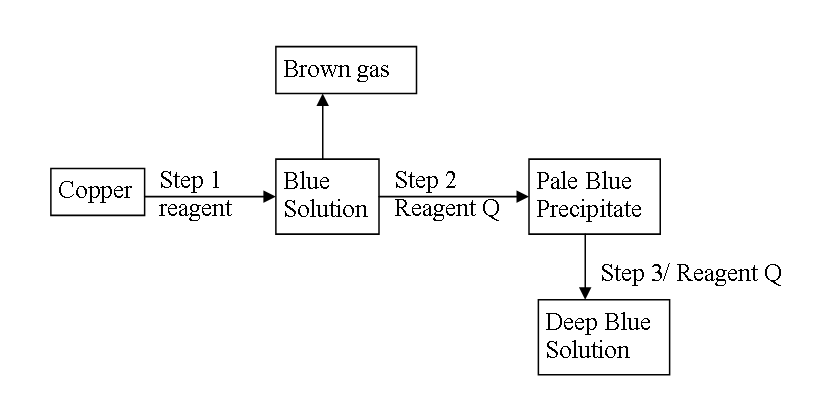 Brown gas
Copper
Step 1
reagent
Blue
Solution
Step 2
Reagent Q
Pale Blue
Precipitate
Step 3/ Reagent Q
Deep Blue
Solution